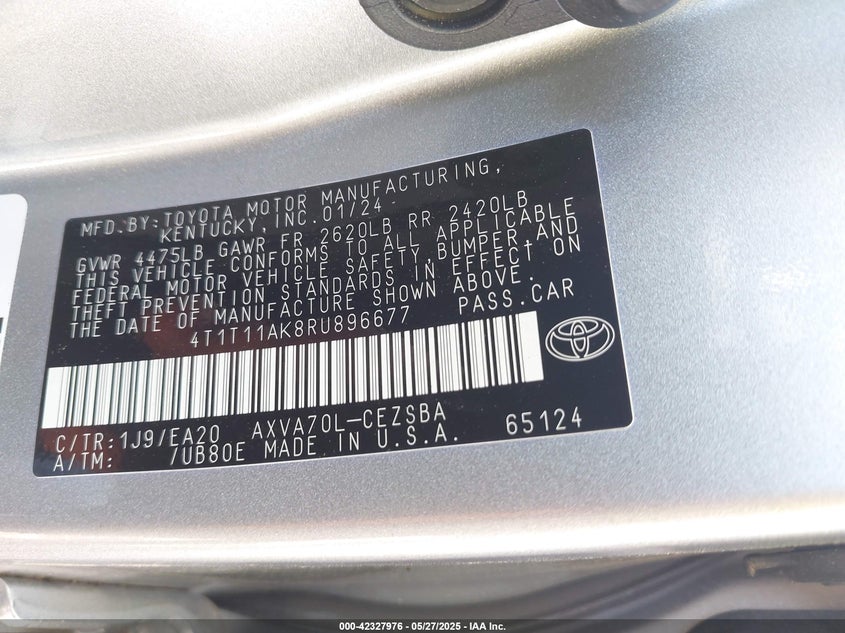 MFD.BY:TOYOTA MOTOR MANUFACTURING,
KENTUCKY,INC.01/24
GVWR 4475LB GAWR FR 2620LB RR 2420LB
THIS VEHICLE CONFORMS TO ALL APPLICABLE
FEDERAL MOTOR VEHICLE SAFETY,BUMPER,AND
THEFT PREVENTION STANDARDS IN EFFECT ON
THE DATE OF MANUFACTURE SHOWN ABOVE.
4T1T11AK8RU896677 PASS.CAR
C/TR:1J9/EA20 AXVA70L-CEZSBA
A/TM: /UB80E MADE IN U.S.A. 65124
000-42327976 — 05/27/2025 — IAA Inc.